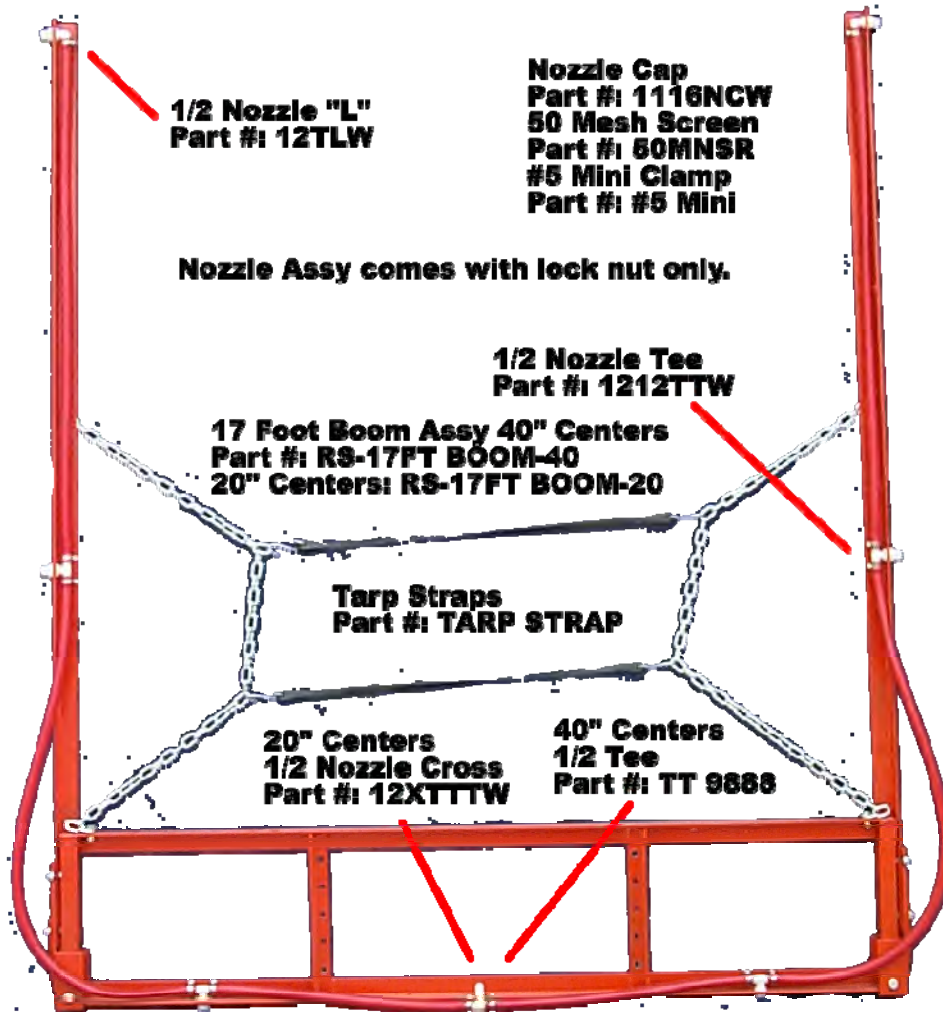 1/2 Nozzle "L"
Part #: 12TLW
Nozzle Cap
Part #: 1116NCW
50 Mesh Screen
Part #: 50MNSR
#5 Mini Clamp
Part #: #5 Mini
Nozzle Assy comes with lock nut only.
1/2 Nozzle Tee
Part #: 1212TTW
17 Foot Boom Assy 40" Centers
Part #: RS-17FT BOOM-40
20" Centers: RS-17FT BOOM-20
Tarp Straps
Part #: TARP STRAP
20" Centers
1/2 Nozzle Cross
Part #: 12XTTTW
40" Centers
1/2 Tee
Part #: TT 9888